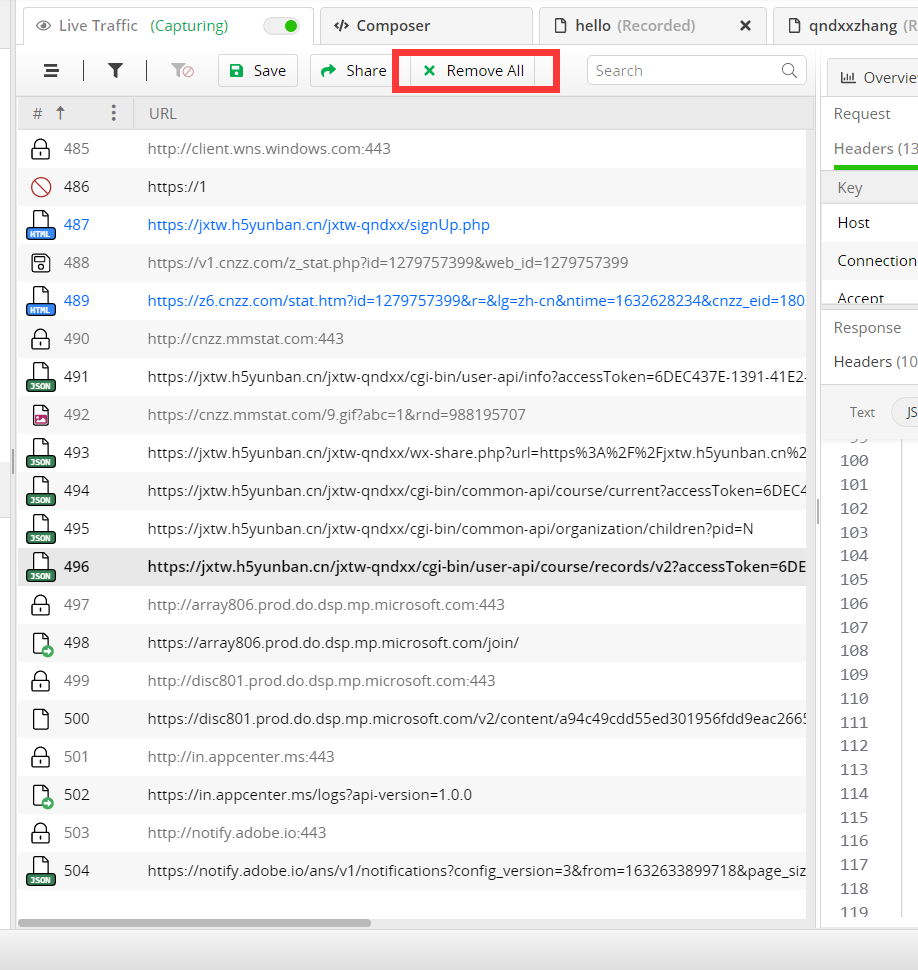 Live Traffic (Capturing)
Composer
hello (Recorded)
qndxxzhang (R
Save
Share
Remove All
Search
Overvie
# URL
485 http://client.wns.windows.com:443
486 https://1
487 https://jxtw.h5yunban.cn/jxtw-qndxx/signUp.php
488 https://v1.cnzz.com/z_stat.php?id=1279757399&web_id=1279757399
489 https://z6.cnzz.com/stat.htm?id=1279757399&r=&lg=zh-cn&ntime=1632628234&cnzz_eid=180
490 http://cnzz.mmstat.com:443
491 https://jxtw.h5yunban.cn/jxtw-qndxx/cgi-bin/user-api/info?accessToken=6DEC437E-1391-41E2-
492 https://cnzz.mmstat.com/9.gif?abc=1&rnd=988195707
493 https://jxtw.h5yunban.cn/jxtw-qndxx/wx-share.php?url=https%3A%2F%2Fjxtw.h5yunban.cn%2
494 https://jxtw.h5yunban.cn/jxtw-qndxx/cgi-bin/common-api/course/current?accessToken=6DEC4
495 https://jxtw.h5yunban.cn/jxtw-qndxx/cgi-bin/common-api/organization/children?pid=N
496 https://jxtw.h5yunban.cn/jxtw-qndxx/cgi-bin/user-api/course/records/v2?accessToken=6DE
497 http://array806.prod.do.dsp.mp.microsoft.com:443
498 https://array806.prod.do.dsp.mp.microsoft.com/join/
499 http://disc801.prod.do.dsp.mp.microsoft.com:443
500 https://disc801.prod.do.dsp.mp.microsoft.com/v2/content/a94c49cdd55ed301956fdd9eac2665
501 http://in.appcenter.ms:443
502 https://in.appcenter.ms/logs?api-version=1.0.0
503 http://notify.adobe.io:443
504 https://notify.adobe.io/ans/v1/notifications?config_version=3&from=1632633899718&page_siz
HTML
HTML
JSON
JSON
JSON
JSON
JSON
JSON
Request
Headers (13
Key
Host
Connection
Accept
Response
Headers (10
Text JS
99
100
101
102
103
104
105
106
107
108
109
110
111
112
113
114
115
116
117
118
119